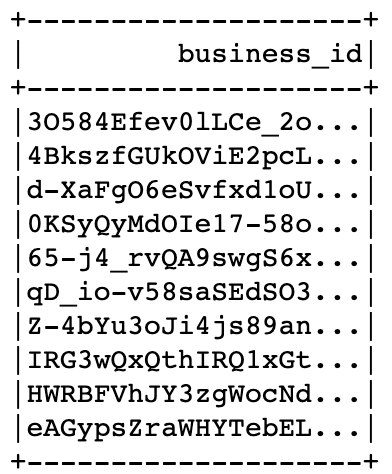 +--------------------+
|         business_id|
+--------------------+
|3O584Efev0lLCe_2o...|
|4BkszfGUkOViE2pcL...|
|d-XaFgO6eSvfxd1oU...|
|0KSyQyMdOIe17-58o...|
|65-j4_rvQA9swgS6x...|
|qD_io-v58saSEdSO3...|
|Z-4bYu3oJi4js89an...|
|IRG3wQxQthIRQ1xGt...|
|HWRBFVhJY3zgWocNd...|
|eAGypsZraWHYTebEL...|
+--------------------+